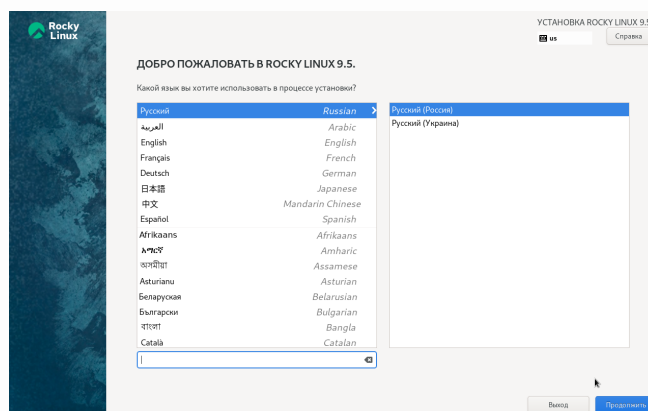 Rocky
Linux
УСТАНОВКА ROCKY LINUX 9.5
us
Справка
ДОБРО ПОЖАЛОВАТЬ В ROCKY LINUX 9.5.
Какой язык вы хотите использовать в процессе установки?
Русский Russian
العربية Arabic
English English
Français French
Deutsch German
日本語 Japanese
中文 Mandarin Chinese
Español Spanish
Afrikaans Afrikaans
አማርኛ Amharic
অসমীয়া Assamese
Asturianu Asturian
Беларуская Belarusian
Български Bulgarian
বাংলা Bangla
Català Catalan
Русский (Россия)
Русский (Украина)
Выход
Продолжить